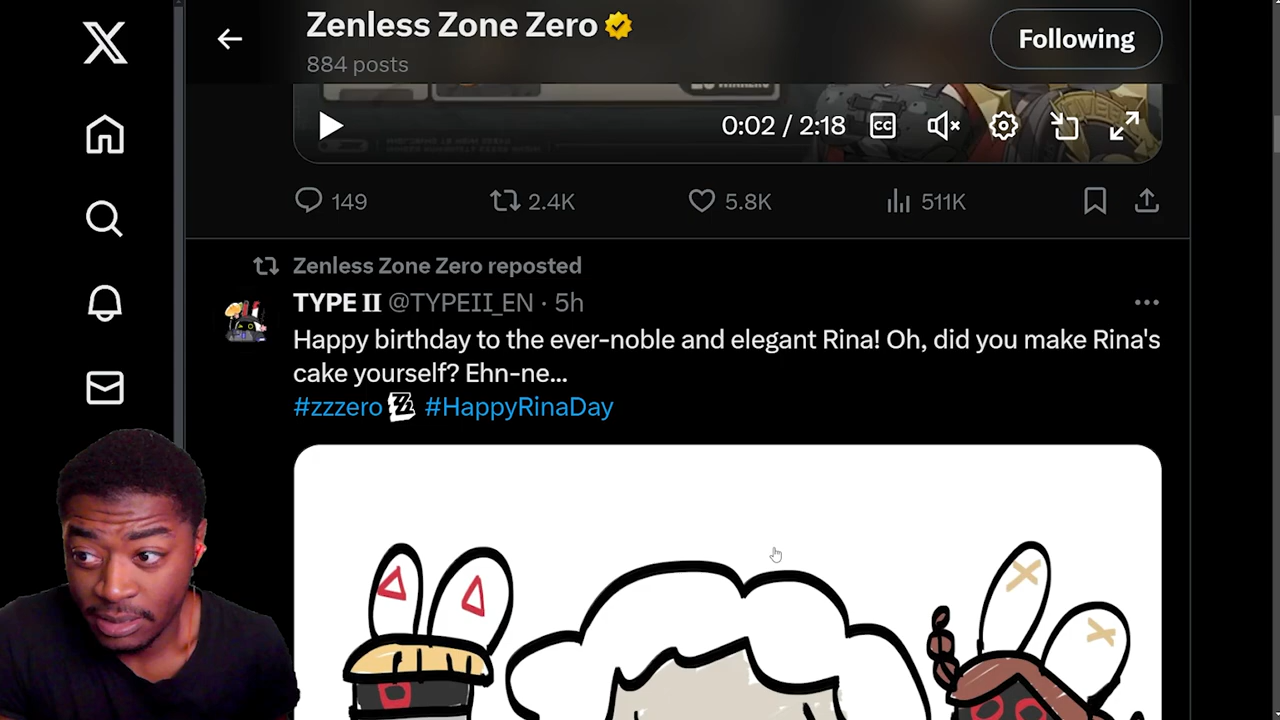 Zenless Zone Zero
884 posts
Following
0:02 / 2:18
CC
149
2.4K
5.8K
511K
Zenless Zone Zero reposted
TYPE II @TYPEII_EN · 5h
Happy birthday to the ever-noble and elegant Rina! Oh, did you make Rina's
cake yourself? Ehn-ne...
#zzzero #HappyRinaDay